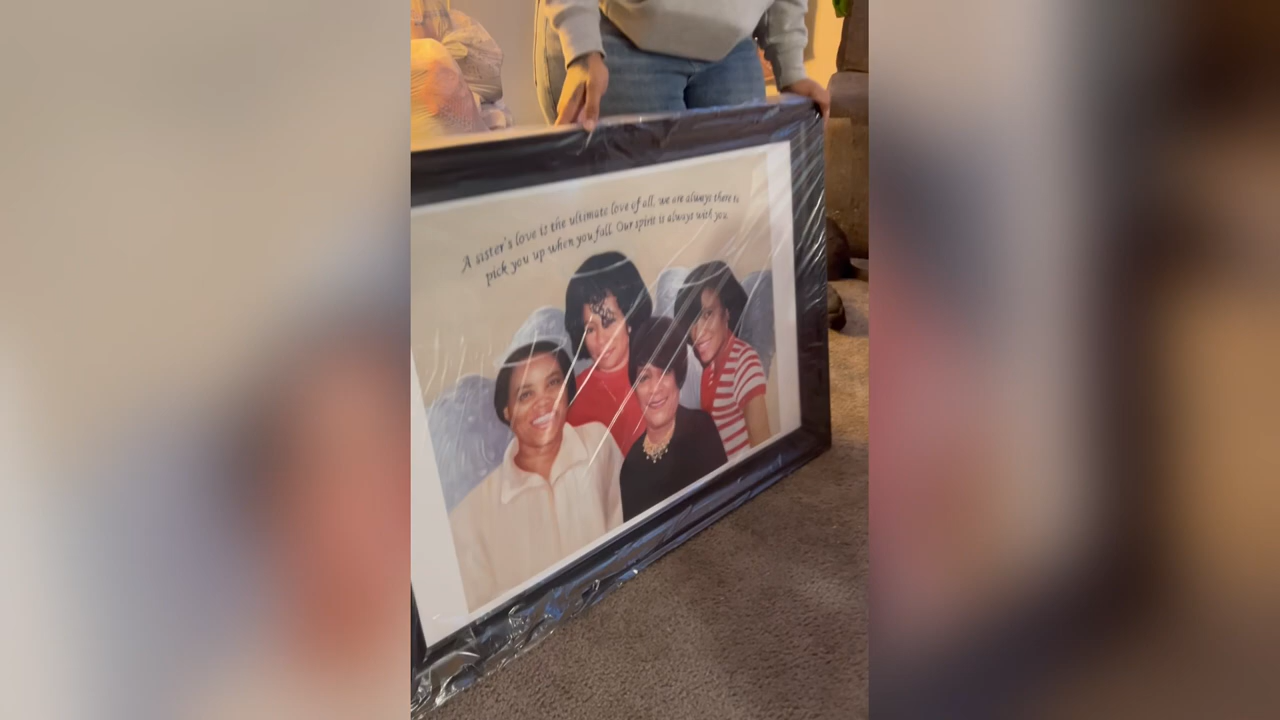 A sister's love is the ultimate love of all, we are always there to
pick you up when you fall. Our spirit is always with you